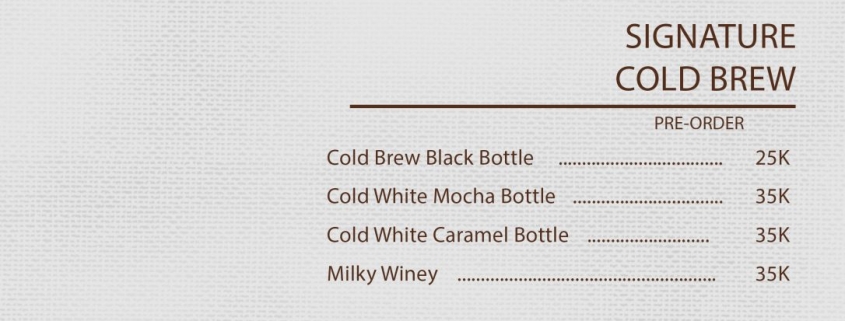 SIGNATURE
COLD BREW
PRE-ORDER
Cold Brew Black Bottle ................................... 25K
Cold White Mocha Bottle ................................ 35K
Cold White Caramel Bottle .......................... 35K
Milky Winey ....................................................... 35K